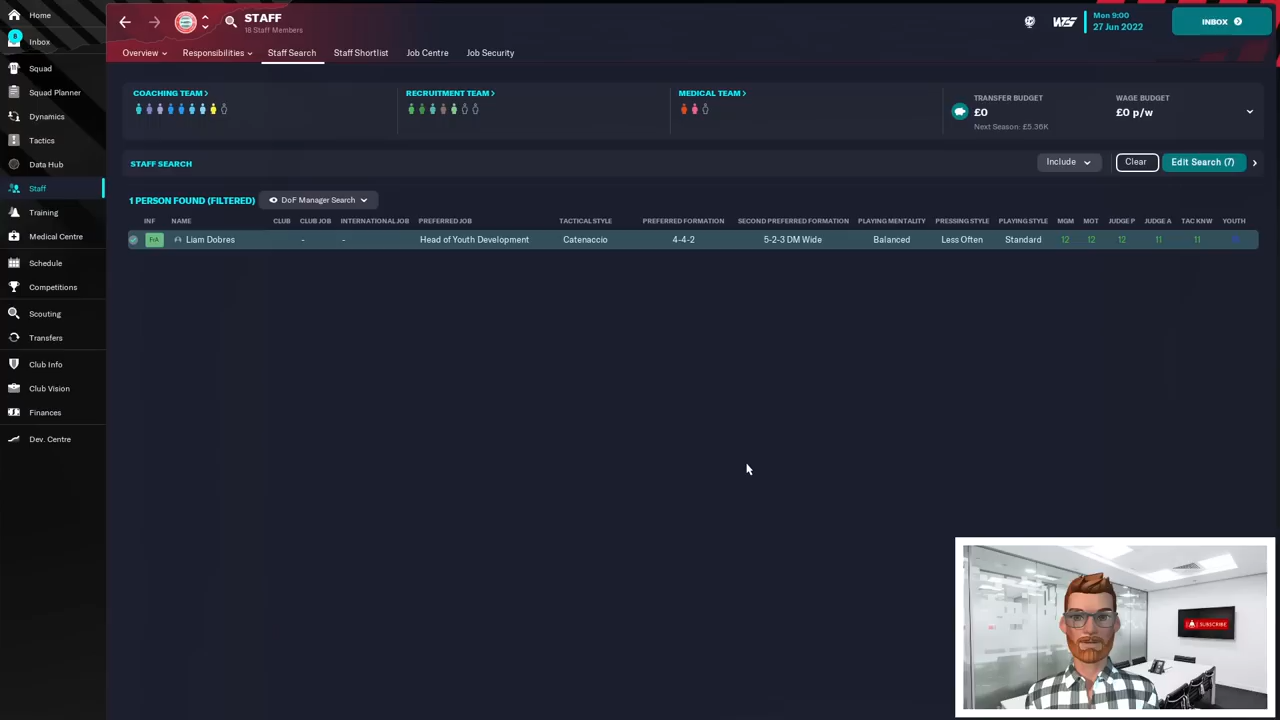 Home
8
Inbox
Squad
Squad Planner
Dynamics
Tactics
Data Hub
Staff
Training
Medical Centre
Schedule
Competitions
Scouting
Transfers
Club Info
Club Vision
Finances
Dev. Centre
STAFF
18 Staff Members
Mon 9:00
27 Jun 2022
INBOX
Overview Responsibilities Staff Search Staff Shortlist Job Centre Job Security
COACHING TEAM RECRUITMENT TEAM MEDICAL TEAM
TRANSFER BUDGET WAGE BUDGET
£0 £0 p/w
Next Season: £5.36K
STAFF SEARCH Include Clear Edit Search (7)
1 PERSON FOUND (FILTERED) DoF Manager Search
INF NAME CLUB CLUB JOB INTERNATIONAL JOB PREFERRED JOB TACTICAL STYLE PREFERRED FORMATION SECOND PREFERRED FORMATION PLAYING MENTALITY PRESSING STYLE PLAYING STYLE MGM MOT JUDGE P JUDGE A TAC KNW YOUTH
FrA Liam Dobres - - Head of Youth Development Catenaccio 4-4-2 5-2-3 DM Wide Balanced Less Often Standard 12 12 12 11 11
SUBSCRIBE